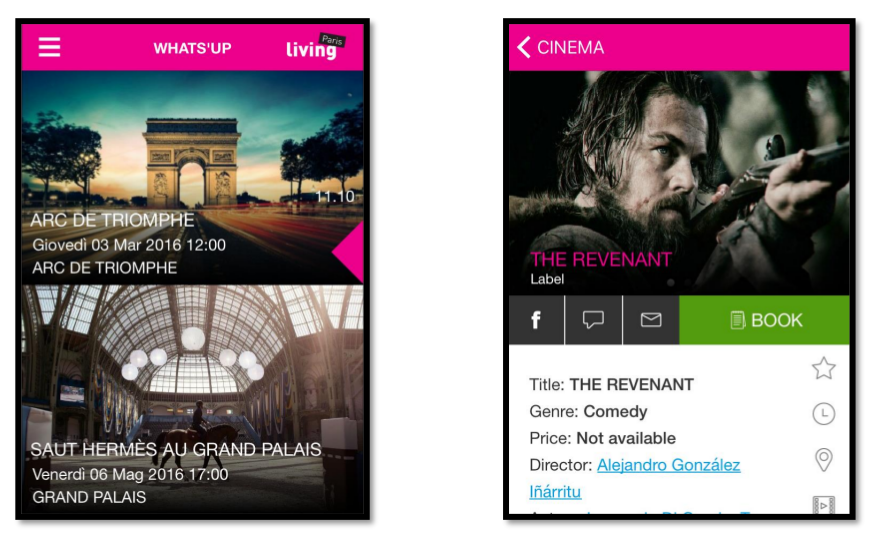 WHATS'UP
living
Paris
11.10
ARC DE TRIOMPHE
Giovedì 03 Mar 2016 12:00
ARC DE TRIOMPHE
SAUT HERMÈS AU GRAND PALAIS
Venerdì 06 Mag 2016 17:00
GRAND PALAIS
CINEMA
THE REVENANT
Label
f
BOOK
Title: THE REVENANT
Genre: Comedy
Price: Not available
Director: Alejandro González
Iñárritu